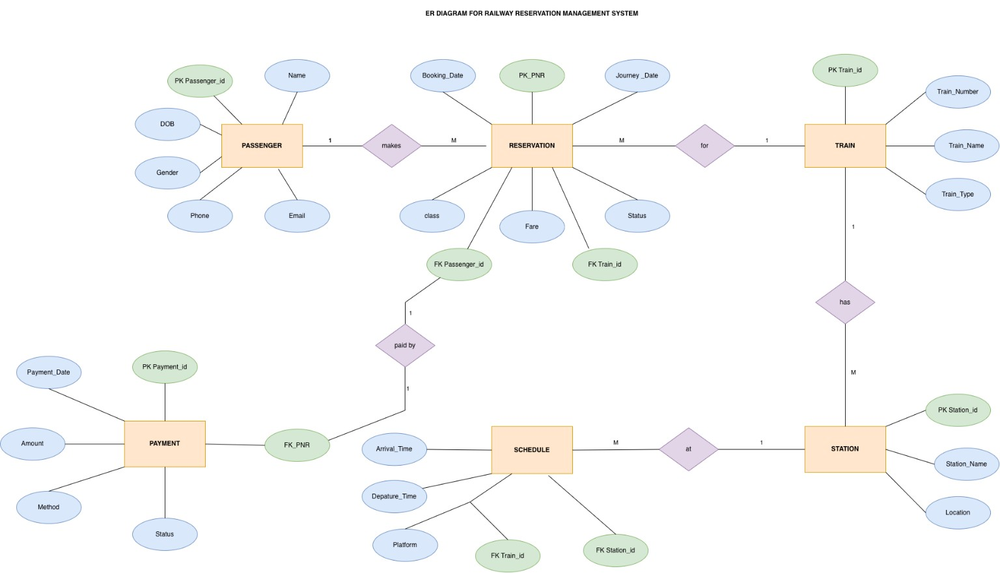 ER DIAGRAM FOR RAILWAY RESERVATION MANAGEMENT SYSTEM
PK Passenger_id
Name
DOB
Gender
Phone
Email
PASSENGER
1
makes
M
Booking_Date
PK_PNR
Journey _Date
RESERVATION
class
Fare
Status
FK Passenger_id
FK Train_id
M
for
1
PK Train_id
Train_Number
TRAIN
Train_Name
Train_Type
1
has
M
1
paid by
1
Payment_Date
PK Payment_id
Amount
PAYMENT
FK_PNR
Method
Status
Arrival_Time
SCHEDULE
Depature_Time
Platform
FK Train_id
FK Station_id
M
at
1
PK Station_id
STATION
Station_Name
Location